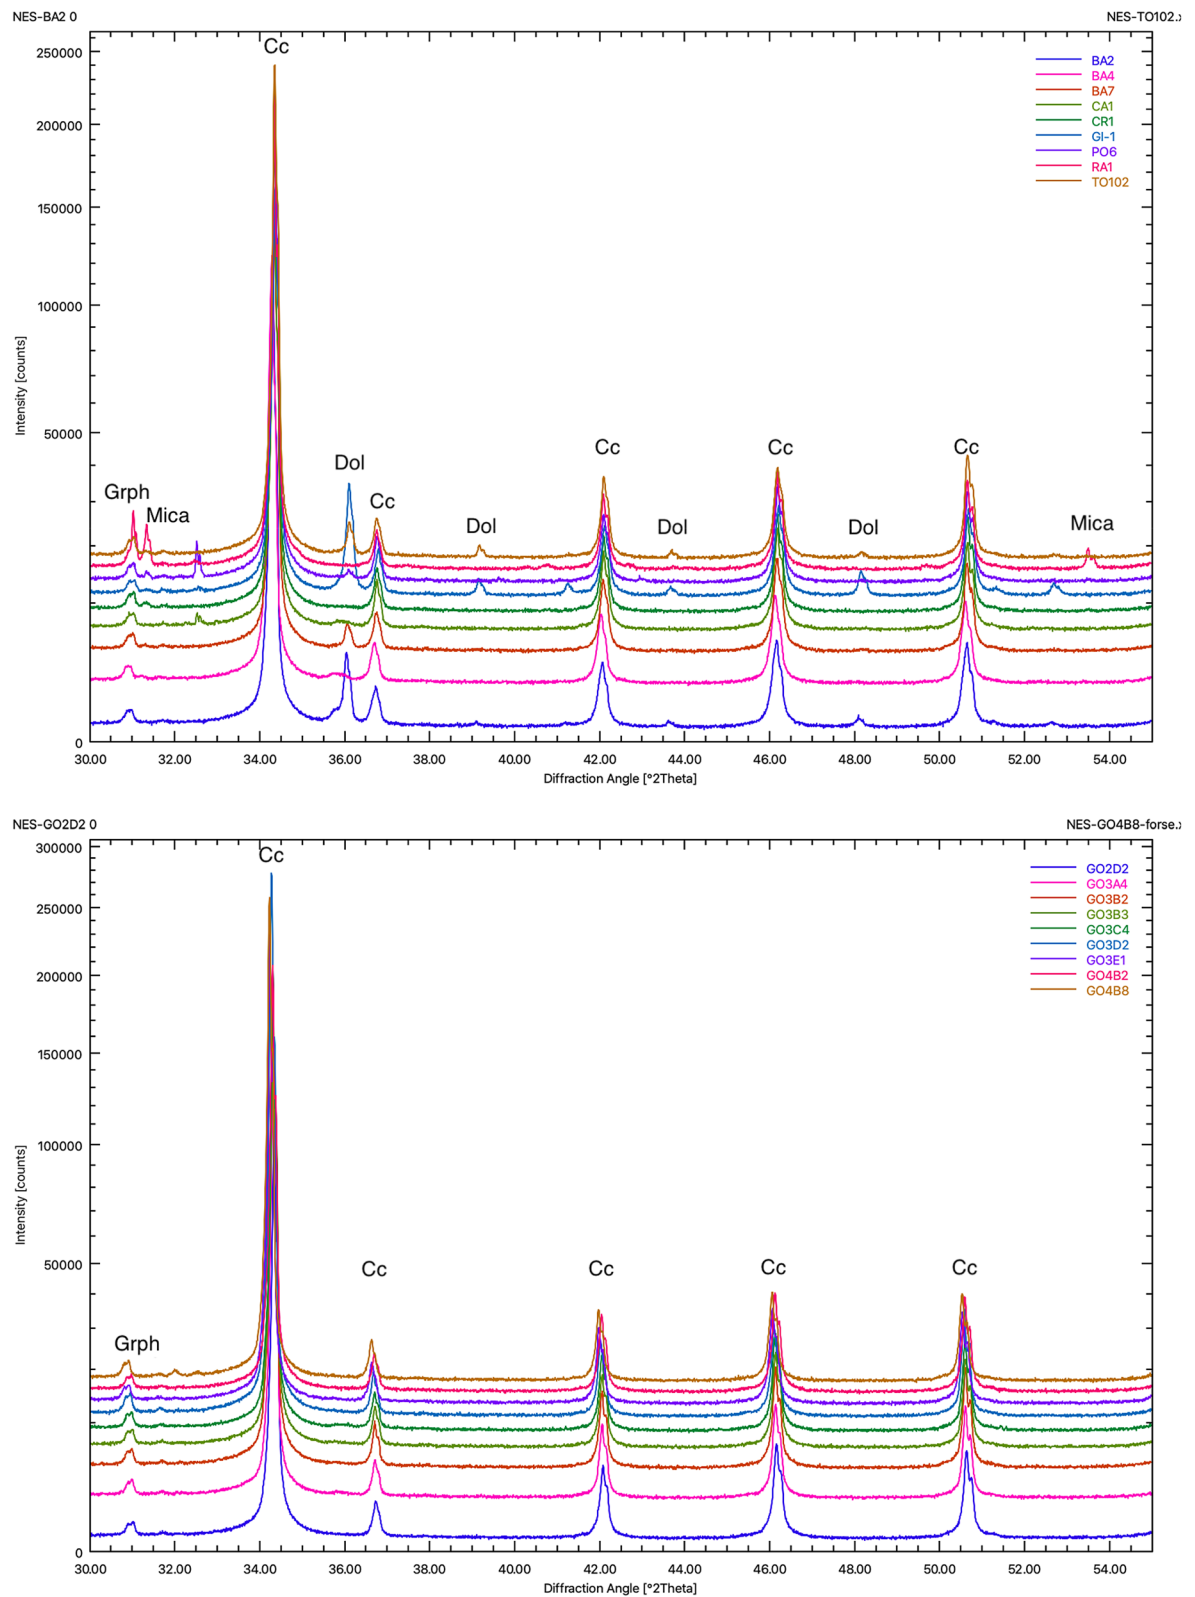 NES-BA2 0 NES-TO102.x
Cc
250000
BA2
BA4
BA7
CA1
200000
CR1
GI-1
PO6
RA1
TO102
150000
100000
Intensity [counts]
50000
Cc Cc Cc
Dol
Grph Cc
Mica Dol Dol Dol Mica
0
30.00 32.00 34.00 36.00 38.00 40.00 42.00 44.00 46.00 48.00 50.00 52.00 54.00
Diffraction Angle [°2Theta]
NES-GO2D2 0 NES-GO4B8-forse.x
300000
Cc
GO2D2
GO3A4
GO3B2
250000
GO3B3
GO3C4
GO3D2
GO3E1
200000
GO4B2
GO4B8
150000
100000
Intensity [counts]
50000
Cc Cc Cc Cc
Grph
0
30.00 32.00 34.00 36.00 38.00 40.00 42.00 44.00 46.00 48.00 50.00 52.00 54.00
Diffraction Angle [°2Theta]